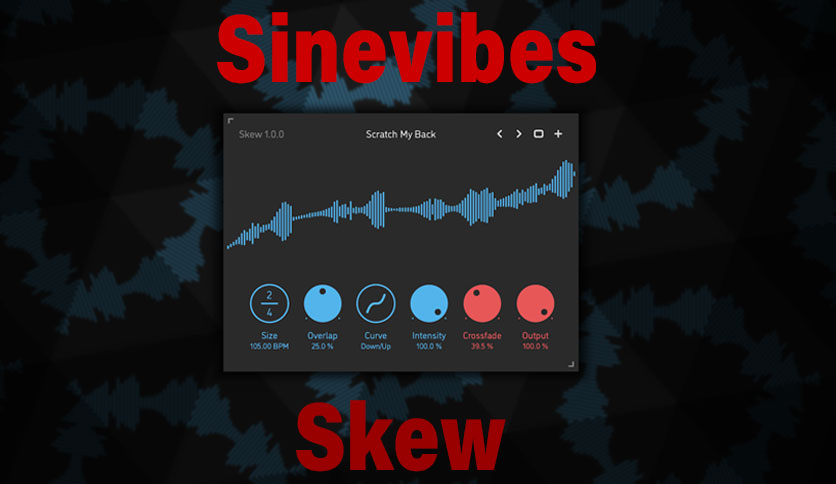 Sinevibes
Skew 1.0.0 Scratch My Back
2
4
Size Overlap Curve Intensity Crossfade Output
105.00 BPM 25.0 % Down/Up 100.0 % 39.5 % 100.0 %
Skew